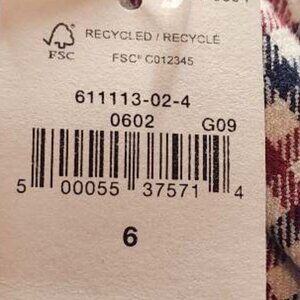 RECYCLED / RECYCLÉ
FSC
FSC® C012345
611113-02-4
0602 G09
5 00055 37571 4
6